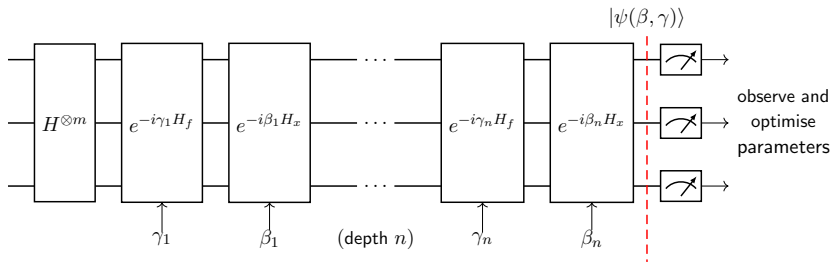 |ψ(β, γ)⟩
H^{⊗m} e^{-iγ_1 H_f} e^{-iβ_1 H_x} ··· e^{-iγ_n H_f} e^{-iβ_n H_x}
observe and
optimise
parameters
γ_1 β_1 (depth n) γ_n β_n